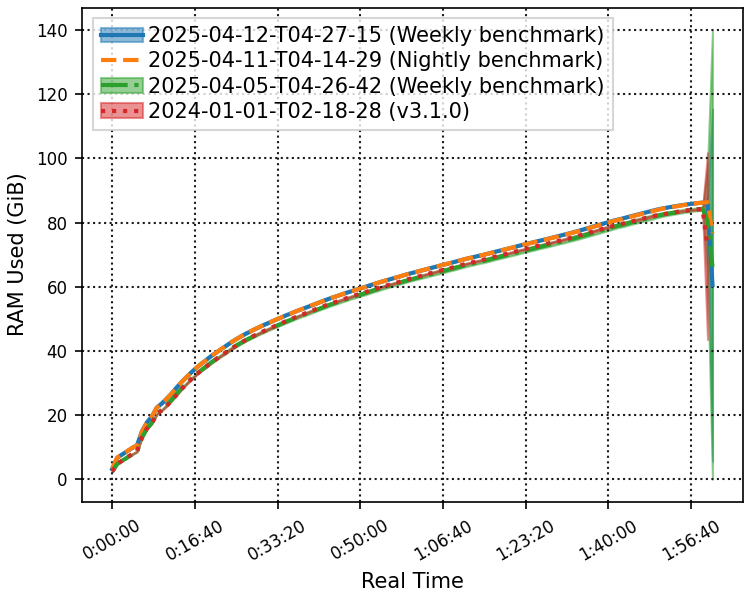 2025-04-12-T04-27-15 (Weekly benchmark)
2025-04-11-T04-14-29 (Nightly benchmark)
2025-04-05-T04-26-42 (Weekly benchmark)
2024-01-01-T02-18-28 (v3.1.0)
140
120
100
80
60
40
20
0
RAM Used (GiB)
0:00:00
0:16:40
0:33:20
0:50:00
1:06:40
1:23:20
1:40:00
1:56:40
Real Time